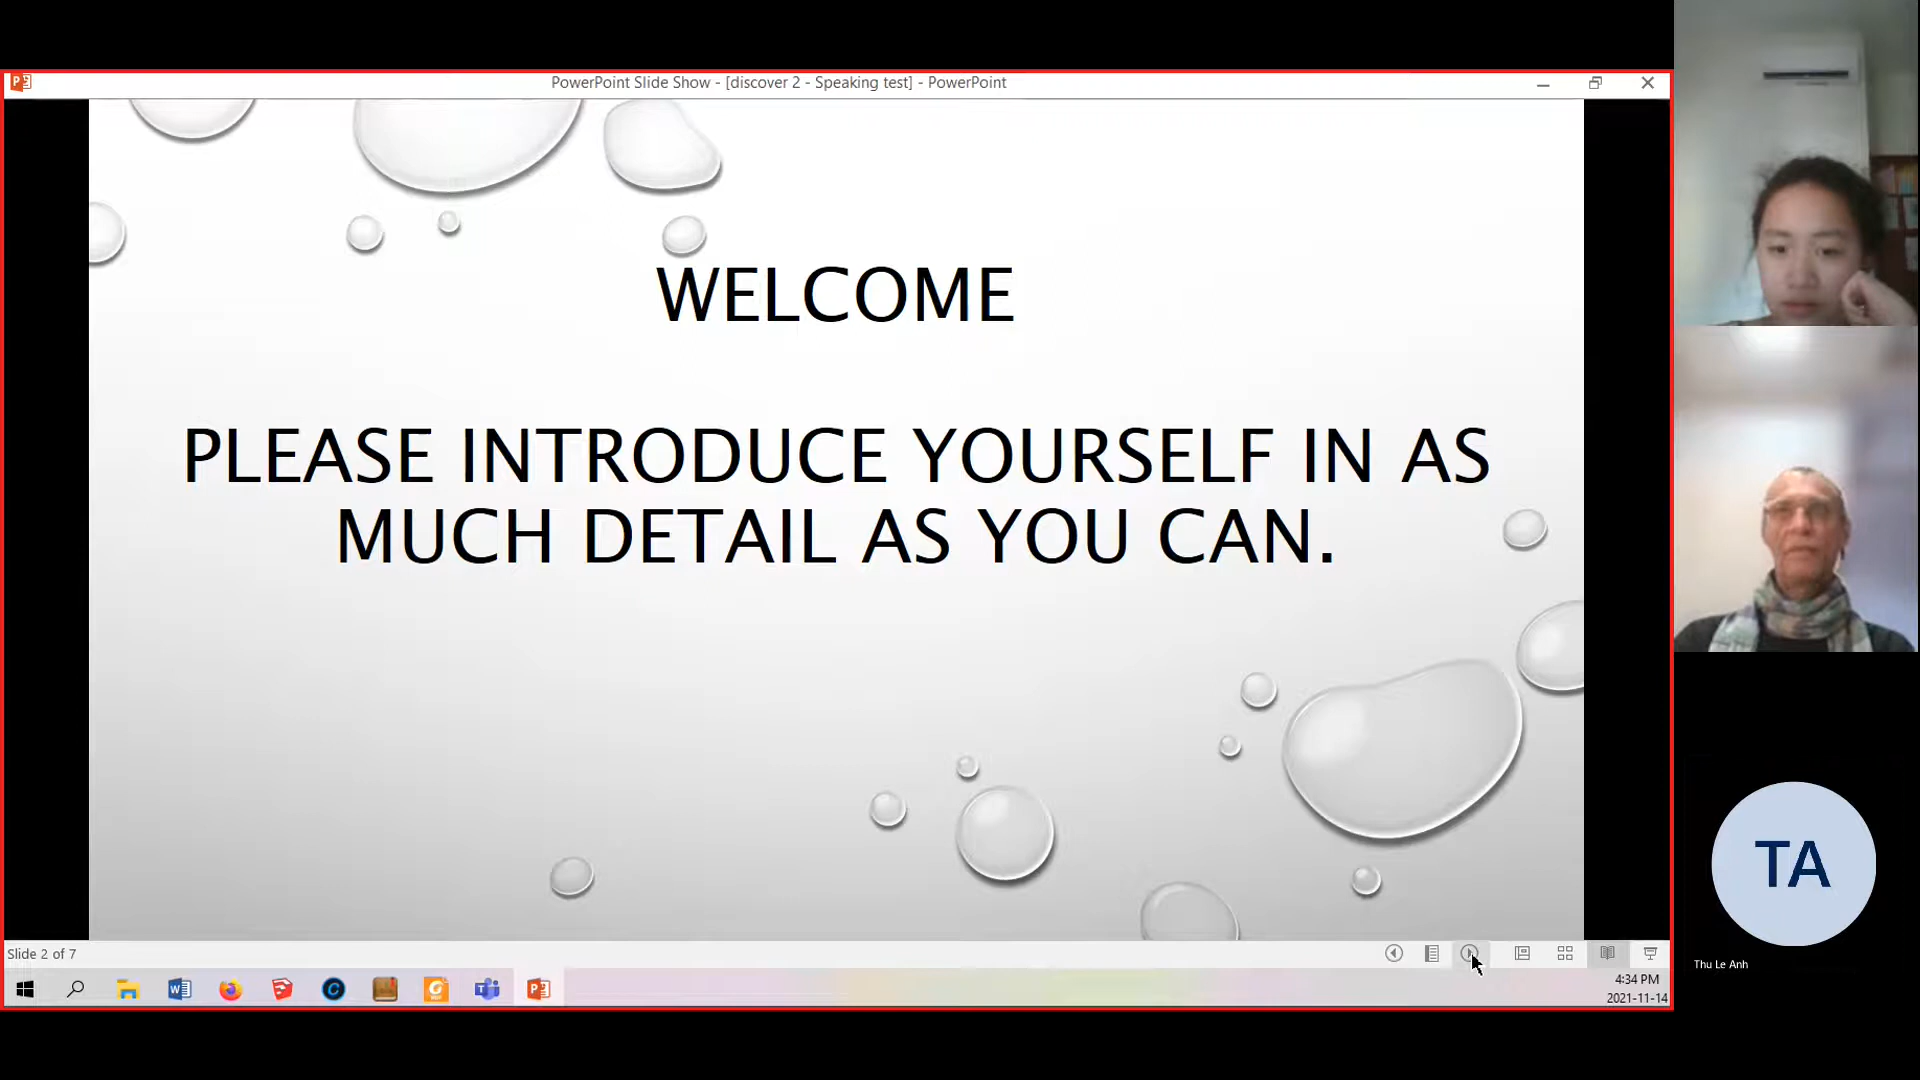 PowerPoint Slide Show - [discover 2 - Speaking test] - PowerPoint
WELCOME
PLEASE INTRODUCE YOURSELF IN AS
MUCH DETAIL AS YOU CAN.
TA
Thu Le Anh
Slide 2 of 7
4:34 PM
2021-11-14